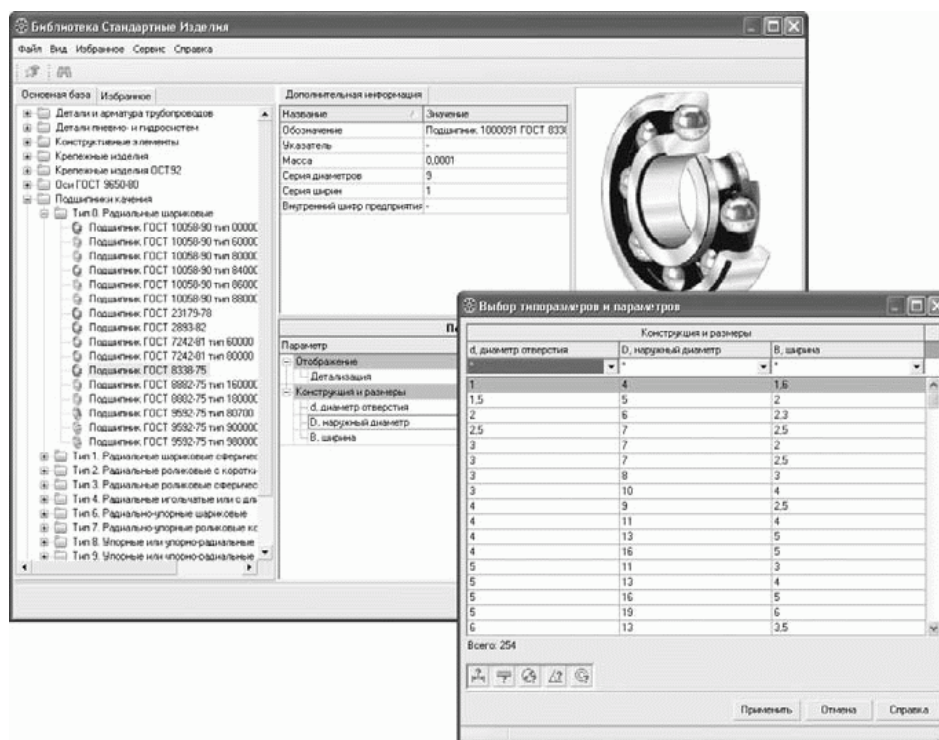 Библиотека Стандартные Изделия
Файл Вид Избранное Сервис Справка
Основная база Избранное
Детали и арматура трубопроводов
Детали пневмо- и гидросистем
Конструктивные элементы
Крепежные изделия
Крепежные изделия ОСТ92
Оси ГОСТ 9650-80
Подшипники качения
Тип 0. Радиальные шариковые
Подшипник ГОСТ 10058-90 тип 00000
Подшипник ГОСТ 10058-90 тип 60000
Подшипник ГОСТ 10058-90 тип 80000
Подшипник ГОСТ 10058-90 тип 84000
Подшипник ГОСТ 10058-90 тип 86000
Подшипник ГОСТ 10058-90 тип 88000
Подшипник ГОСТ 23179-78
Подшипник ГОСТ 2893-82
Подшипник ГОСТ 7242-81 тип 60000
Подшипник ГОСТ 7242-81 тип 80000
Подшипник ГОСТ 8338-75
Подшипник ГОСТ 8882-75 тип 16000
Подшипник ГОСТ 8882-75 тип 18000
Подшипник ГОСТ 9592-75 тип 80700
Подшипник ГОСТ 9592-75 тип 90000
Подшипник ГОСТ 9592-75 тип 98000
Тип 1. Радиальные шариковые сферичес
Тип 2. Радиальные роликовые с коротки
Тип 3. Радиальные роликовые сферичес
Тип 4. Радиальные игольчатые или с дл
Тип 6. Радиально-упорные шариковые
Тип 7. Радиально-упорные роликовые кс
Тип 8. Упорные или упорно-радиальные
Тип 9. Упорные или упорно-радиальные
Дополнительная информация
Название / Значение
Обозначение Подшипник 1000091 ГОСТ 833
Указатель -
Масса 0,0001
Серия диаметров 9
Серия ширин 1
Внутренний шифр предприятия -
Параметр
Отображение
Детализация
Конструкция и размеры
d, диаметр отверстия
D, наружный диаметр
B, ширина
Выбор типоразмеров и параметров
Конструкция и размеры
d, диаметр отверстия D, наружный диаметр B, ширина
* * *
1 4 1,6
1,5 5 2
2 6 2,3
2,5 7 2,5
3 7 2
3 7 2,5
3 8 3
3 10 4
4 9 2,5
4 11 4
4 13 5
4 16 5
5 11 3
5 13 4
5 16 5
5 19 6
6 13 3,5
Всего: 254
Применить Отмена Справка